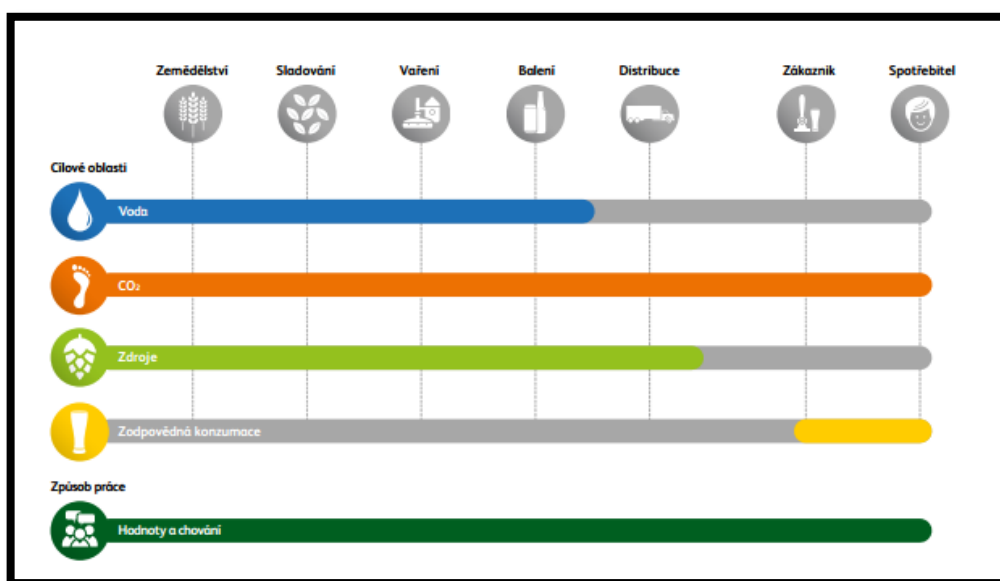 Zemědělství
Sladování
Vaření
Balení
Distribuce
Zákazník
Spotřebitel
Cílové oblasti
Voda
CO₂
Zdroje
Zodpovědná konzumace
Způsob práce
Hodnoty a chování